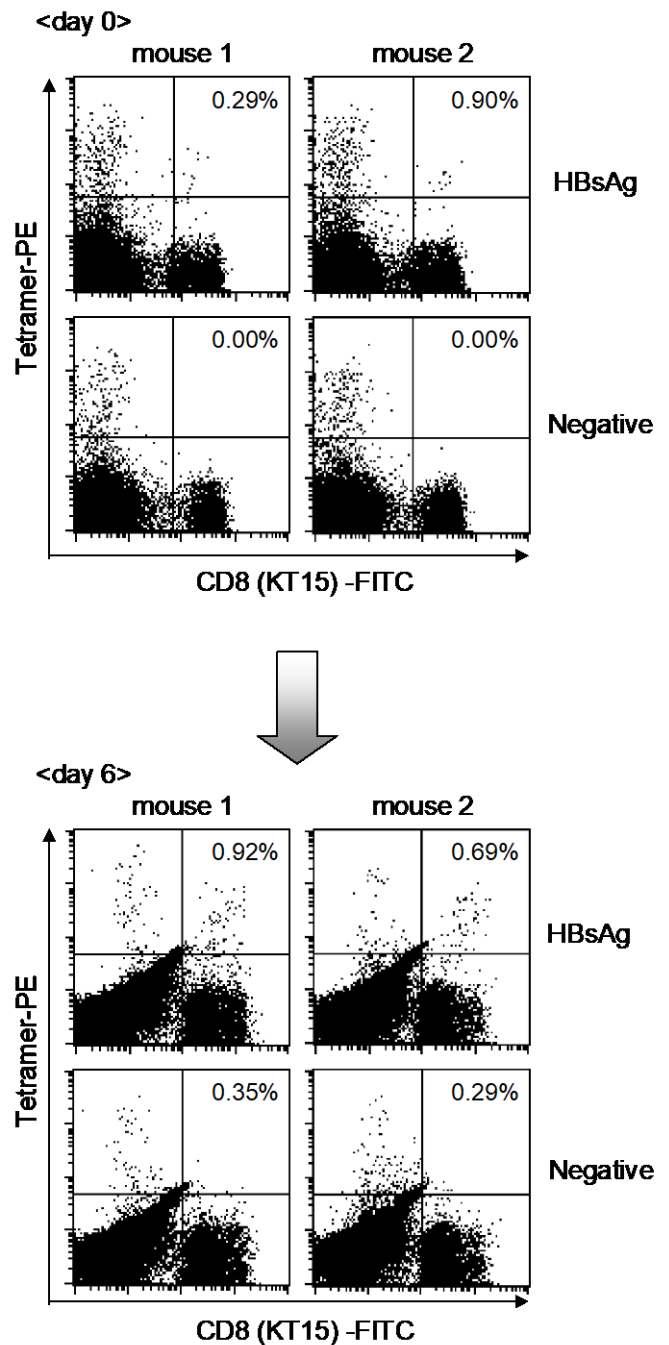 <day 0>
mouse 1 mouse 2
0.29% 0.90%
HBsAg
Tetramer-PE
0.00% 0.00%
Negative
CD8 (KT15) -FITC
<day 6>
mouse 1 mouse 2
0.92% 0.69%
HBsAg
Tetramer-PE
0.35% 0.29%
Negative
CD8 (KT15) -FITC